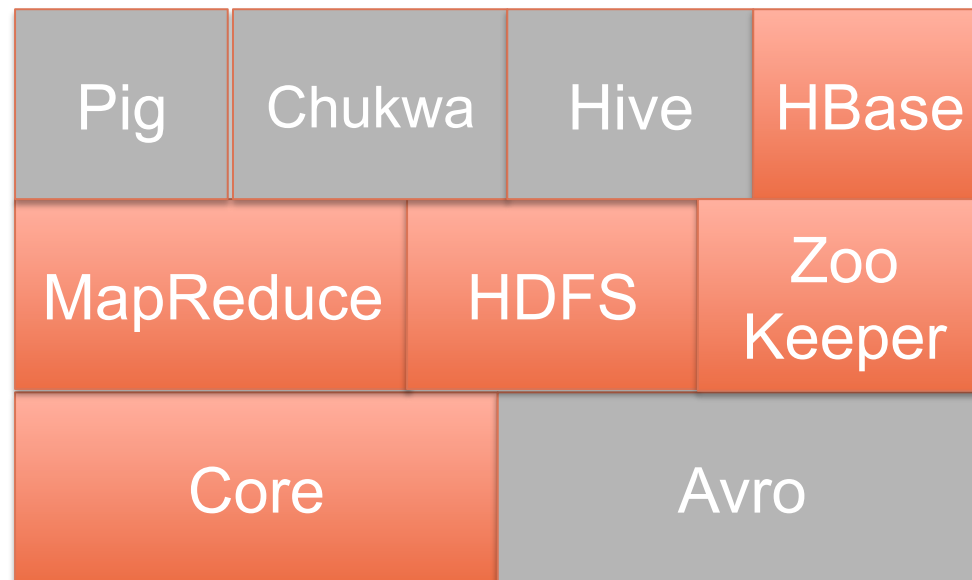 Pig
Chukwa
Hive
HBase
MapReduce
HDFS
Zoo
Keeper
Core
Avro